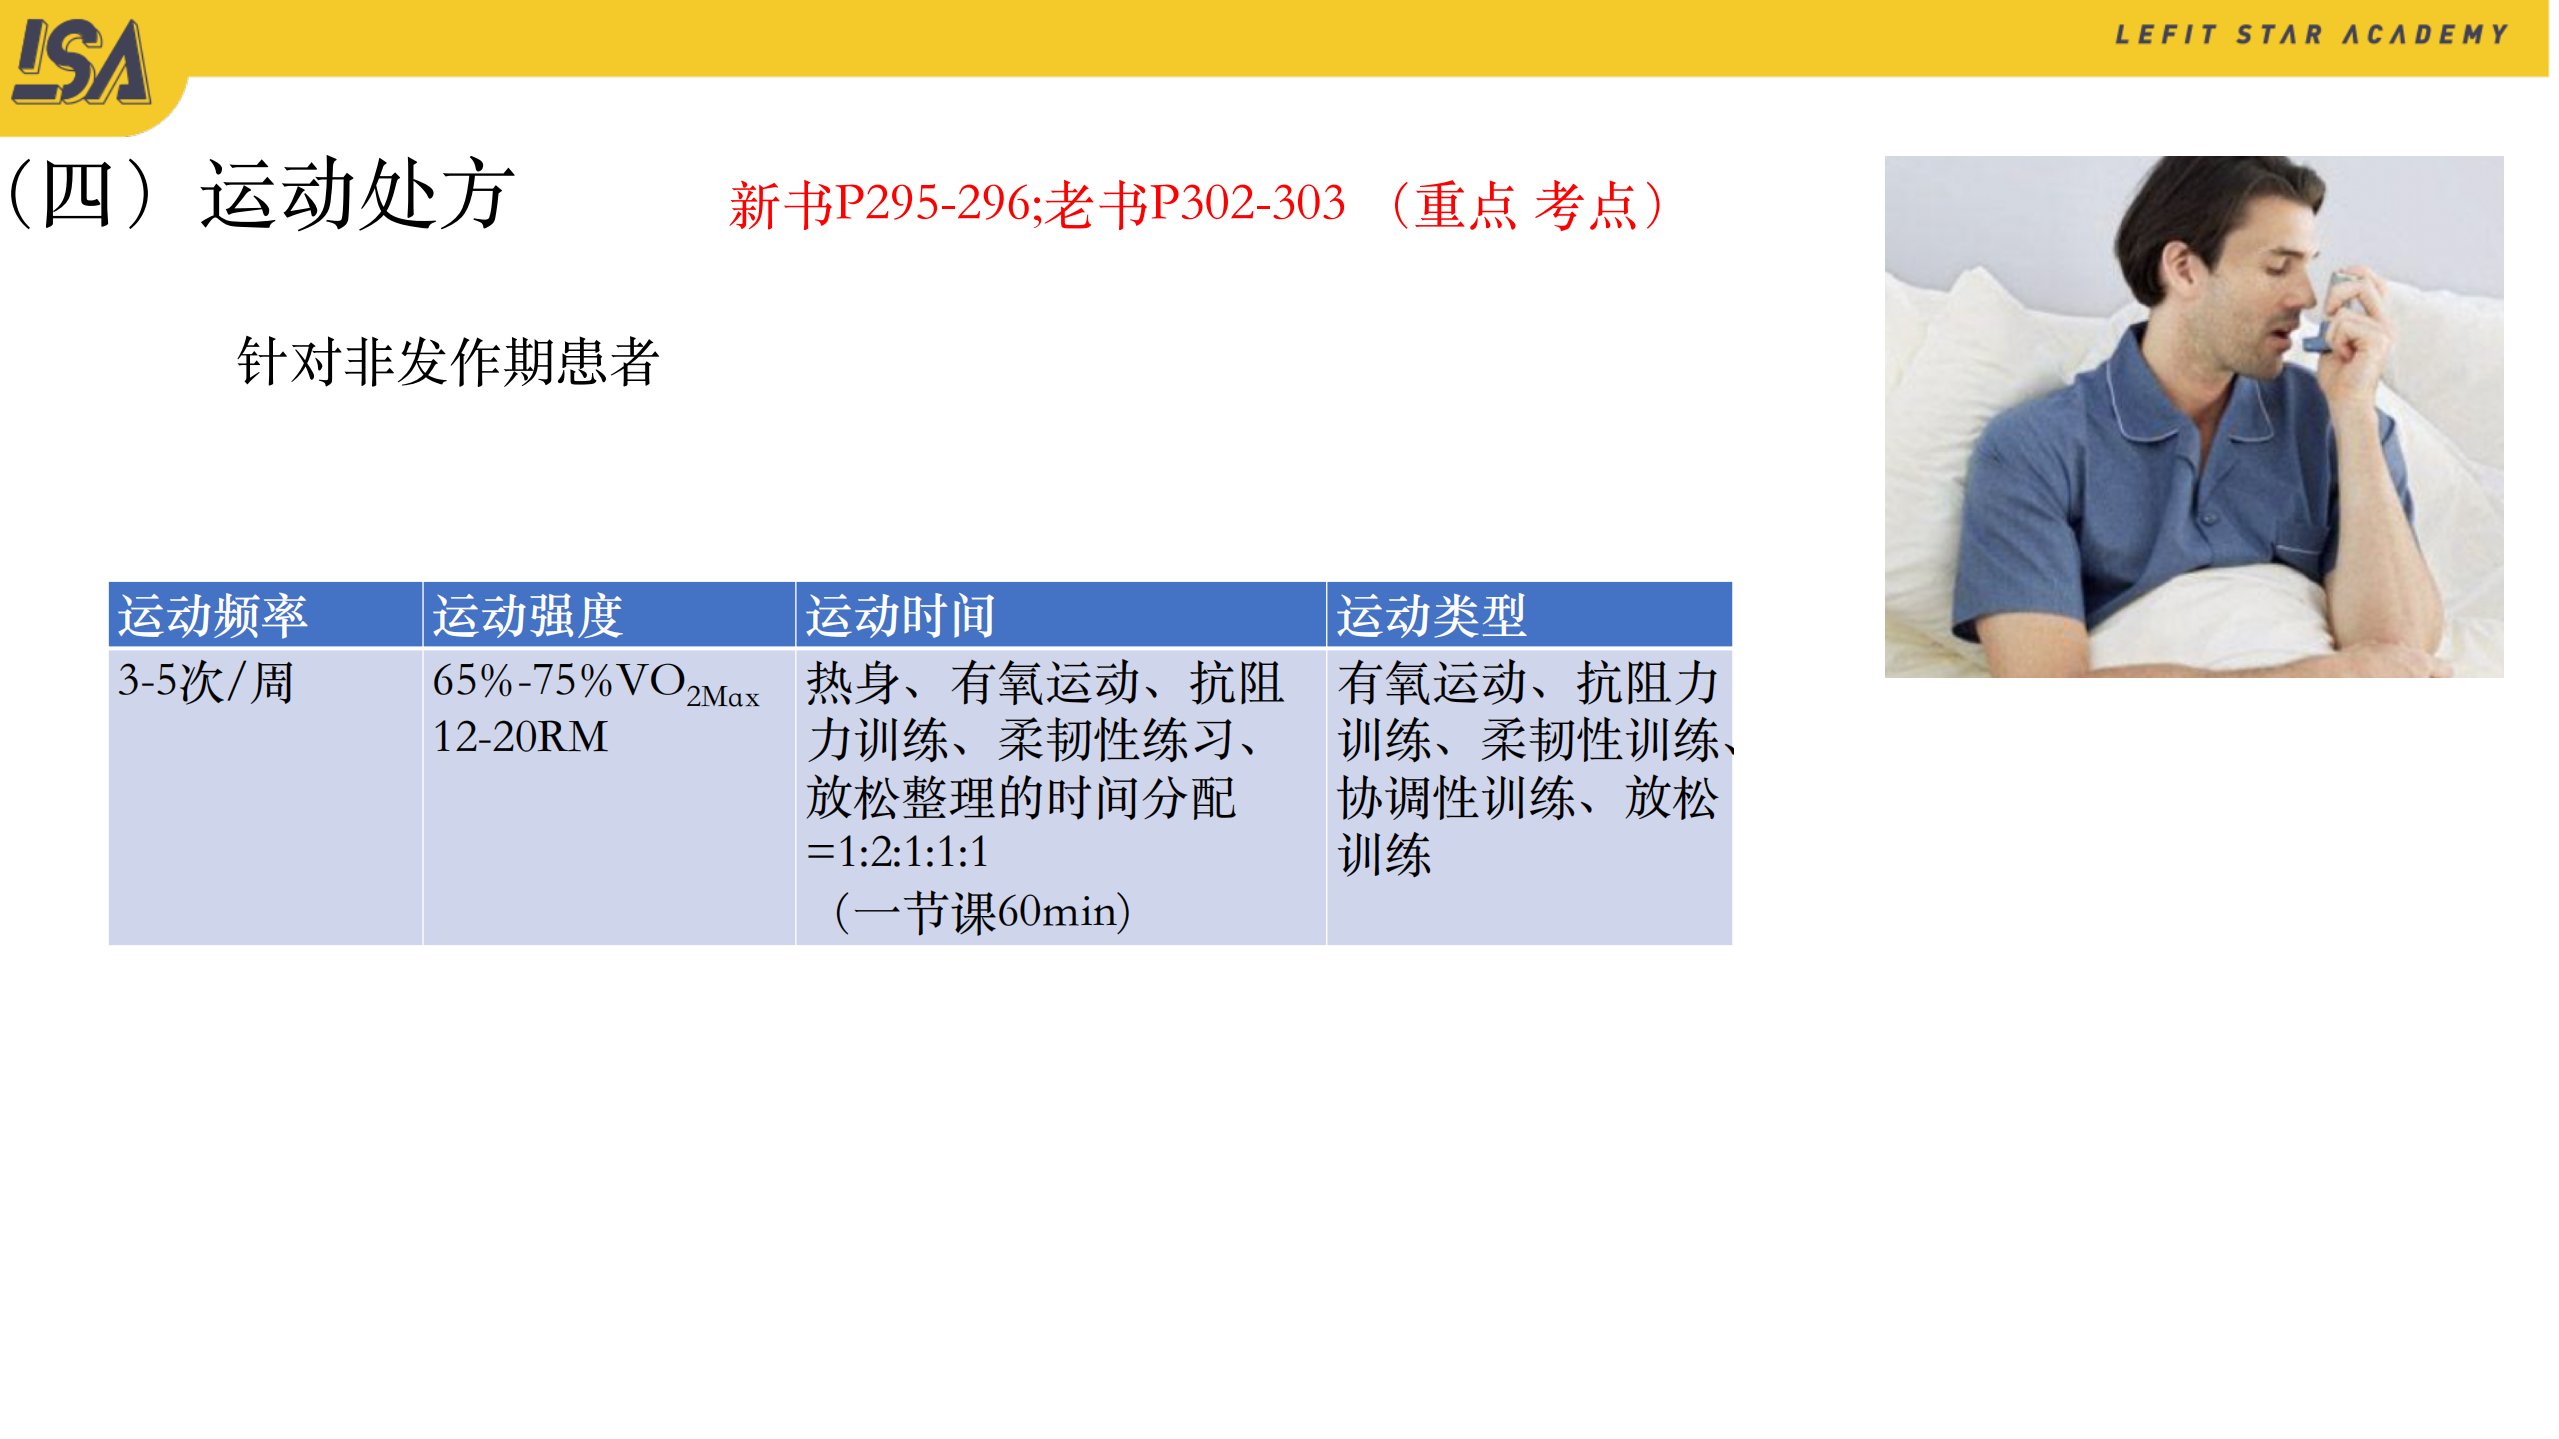 LSA
LEFIT STAR ACADEMY
（四）运动处方
新书P295-296;老书P302-303 （重点 考点）
针对非发作期患者
运动频率
运动强度
运动时间
运动类型
3-5次/周
65%-75%VO2Max
12-20RM
热身、有氧运动、抗阻
力训练、柔韧性练习、
放松整理的时间分配
=1:2:1:1:1
（一节课60min）
有氧运动、抗阻力
训练、柔韧性训练、
协调性训练、放松
训练